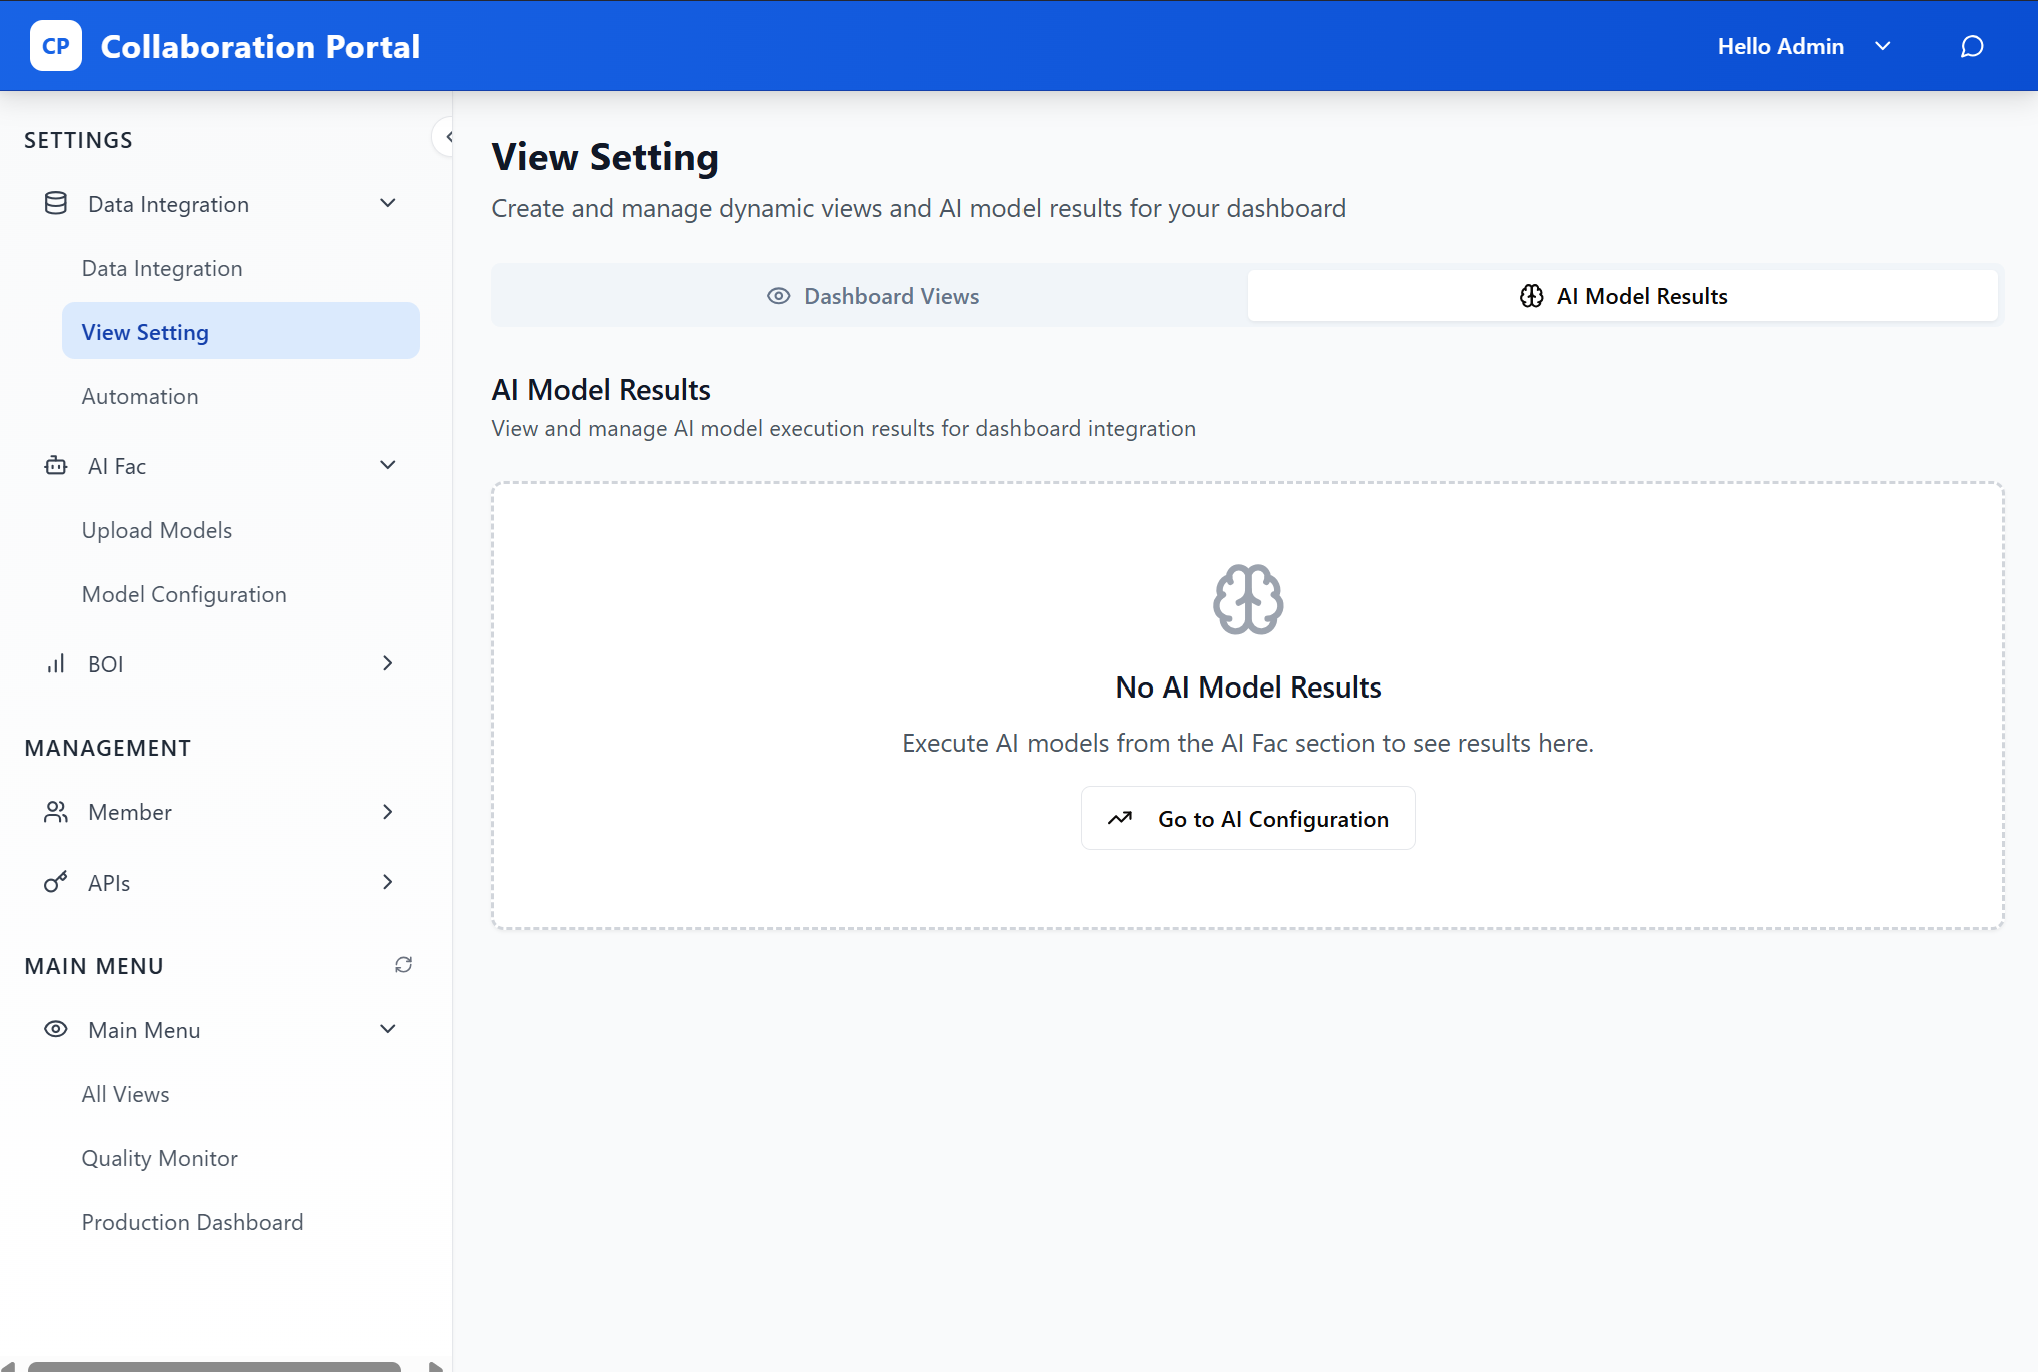 CP Collaboration Portal
Hello Admin
SETTINGS
Data Integration
Data Integration
View Setting
Automation
AI Fac
Upload Models
Model Configuration
BOI
MANAGEMENT
Member
APIs
MAIN MENU
Main Menu
All Views
Quality Monitor
Production Dashboard
View Setting
Create and manage dynamic views and AI model results for your dashboard
Dashboard Views
AI Model Results
AI Model Results
View and manage AI model execution results for dashboard integration
No AI Model Results
Execute AI models from the AI Fac section to see results here.
Go to AI Configuration